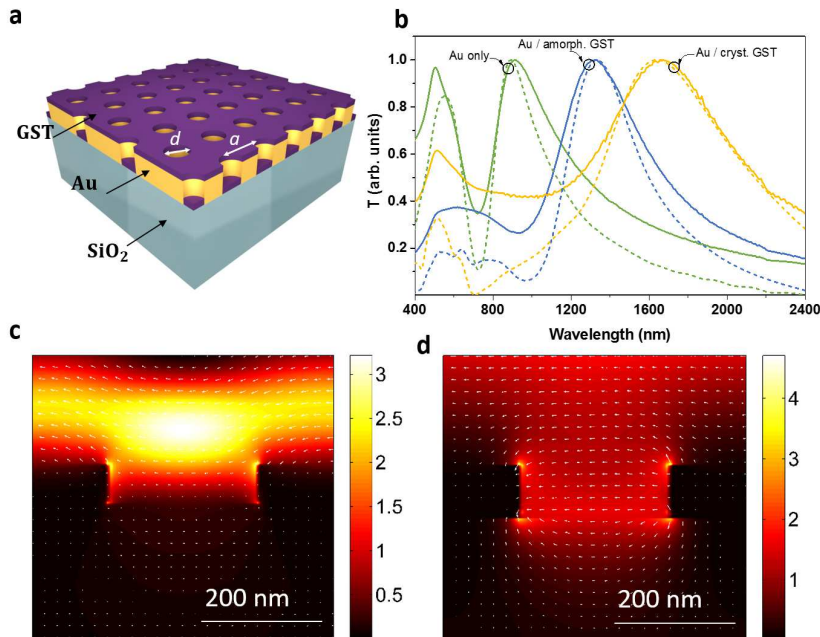 a
GST
d
a
Au
SiO₂
b
T (arb. units)
1.0
0.8
0.6
0.4
0.2
Au only
Au / amorph. GST
Au / cryst. GST
400 800 1200 1600 2000 2400
Wavelength (nm)
c
3
2.5
2
1.5
1
0.5
200 nm
d
4
3
2
1
200 nm